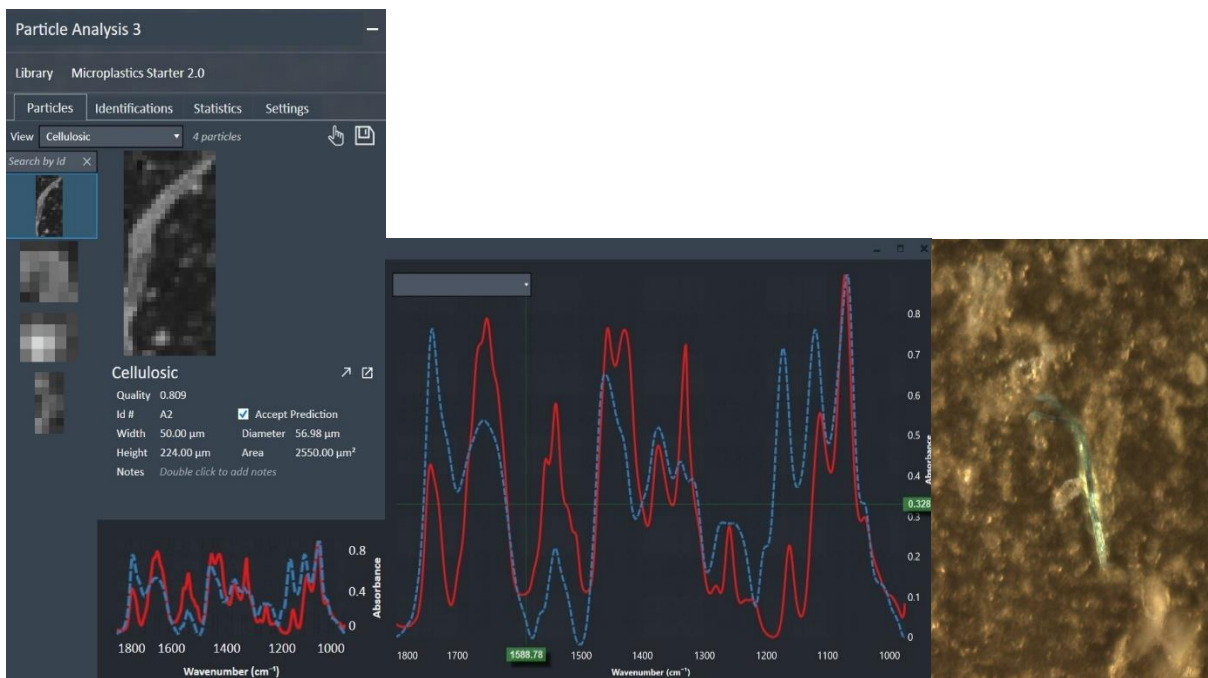 Particle Analysis 3
Library Microplastics Starter 2.0
Particles Identifications Statistics Settings
View Cellulosic 4 particles
Search by Id
Cellulosic
Quality 0.809
Id # A2 Accept Prediction
Width 50.00 µm Diameter 56.98 µm
Height 224.00 µm Area 2550.00 µm²
Notes Double click to add notes
0.8
0.4
0
Absorbance
1800 1600 1400 1200 1000
Wavenumber (cm⁻¹)
0.8
0.7
0.6
0.5
0.4
Absorbance
0.328
0.3
0.2
0.1
0
1800 1700 1588.78 1500 1400 1300 1200 1100 1000
Wavenumber (cm⁻¹)